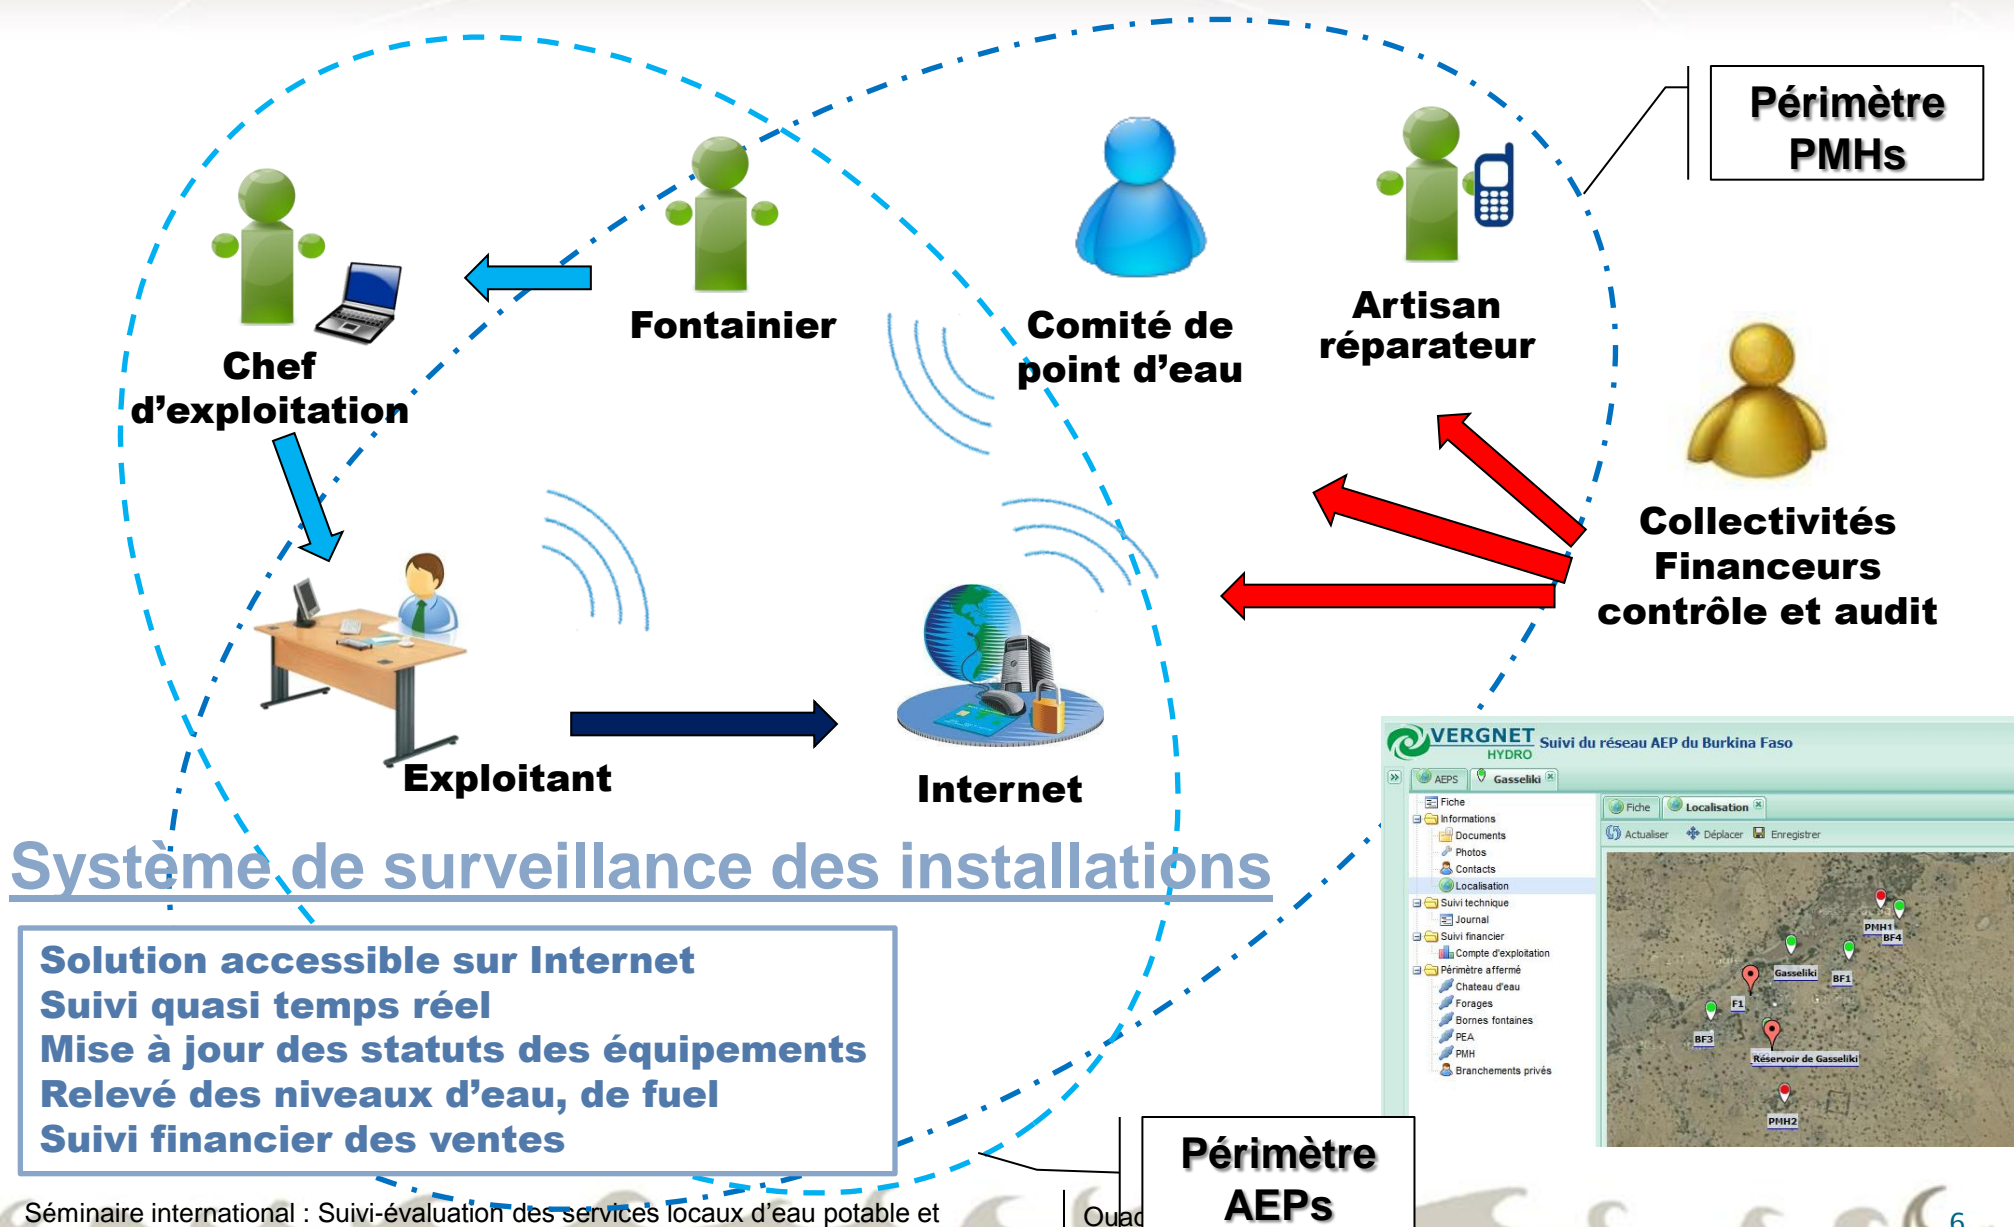 Périmètre
PMHs
Fontainier
Comité de
point d’eau
Artisan
réparateur
Chef
d’exploitation
Collectivités
Financeurs
contrôle et audit
Exploitant
Internet
VERGNET
HYDRO
Suivi du réseau AEP du Burkina Faso
AEPS
Gasseliki
Fiche
Informations
Documents
Photos
Contacts
Localisation
Suivi technique
Journal
Suivi financier
Compte d'exploitation
Périmètre affermé
Chateau d'eau
Forages
Bornes fontaines
PEA
PMH
Branchements privés
Fiche
Localisation
Actualiser
Déplacer
Enregistrer
PMH1
BF4
Gasseliki
BF1
F1
BF3
Réservoir de Gasseliki
PMH2
Système de surveillance des installations
Solution accessible sur Internet
Suivi quasi temps réel
Mise à jour des statuts des équipements
Relevé des niveaux d’eau, de fuel
Suivi financier des ventes
Périmètre
AEPs
Séminaire international : Suivi-évaluation des services locaux d’eau potable et
6